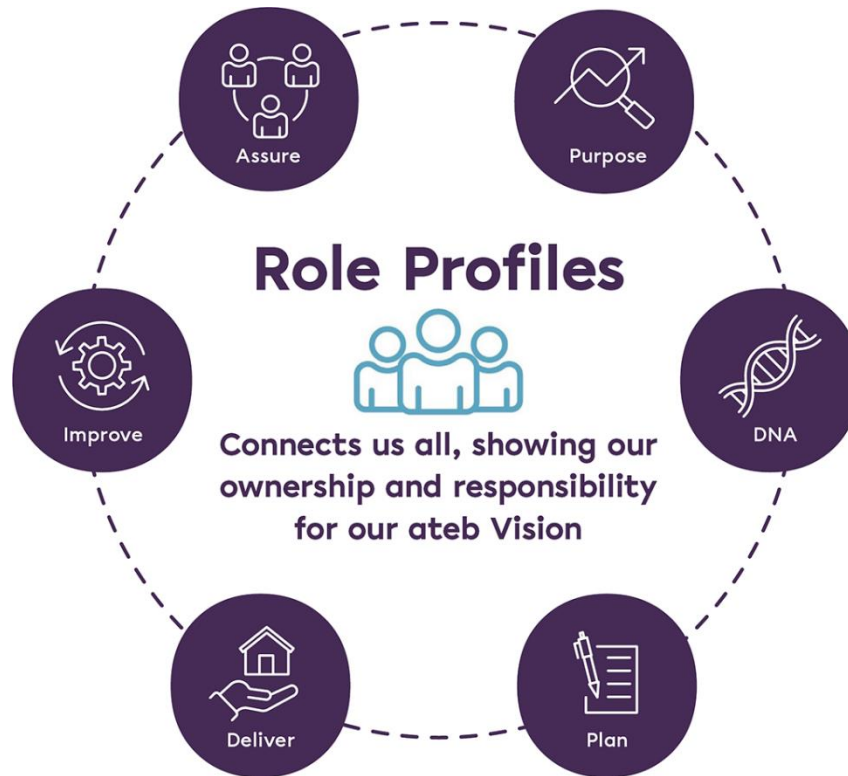 Assure
Purpose
Role Profiles
Improve
DNA
Connects us all, showing our
ownership and responsibility
for our ateb Vision
Deliver
Plan